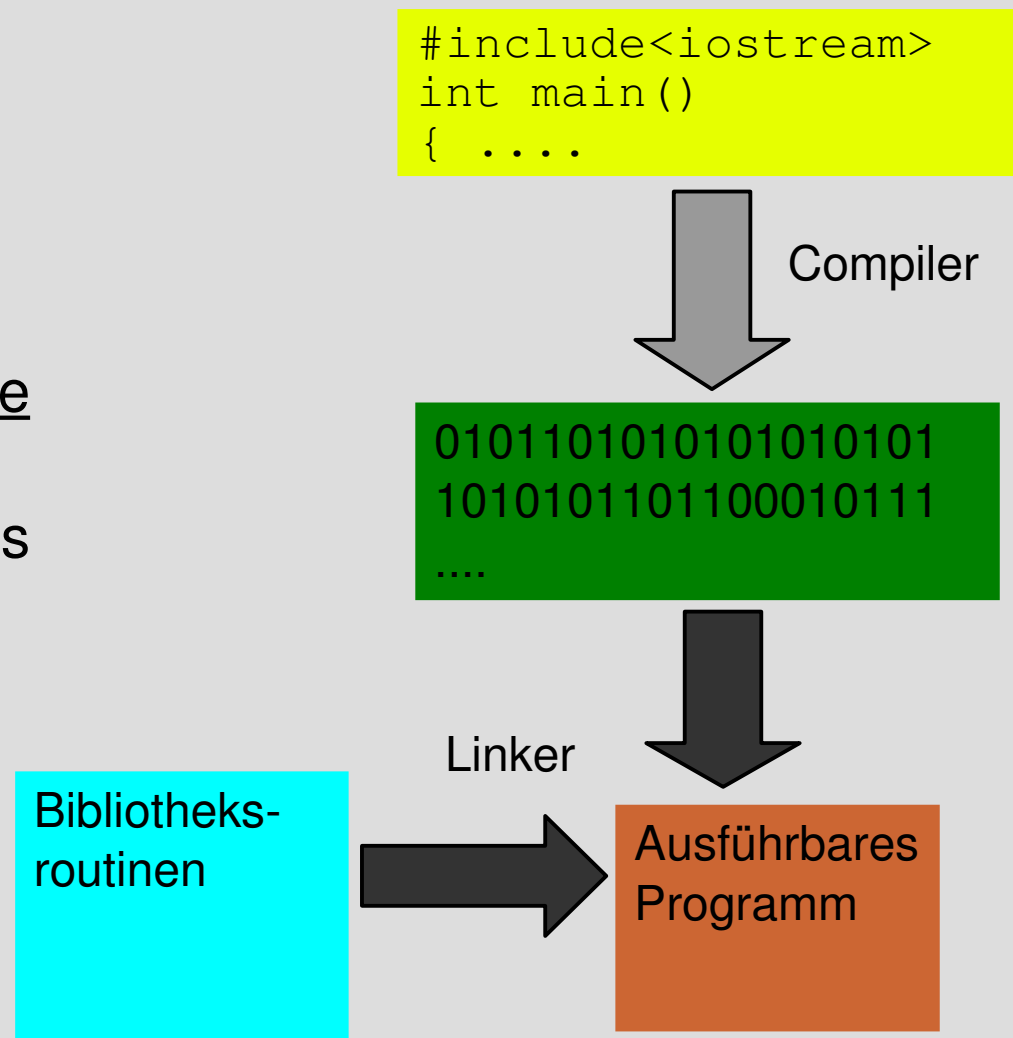 #include<iostream>
int main()
{ ....
Compiler
e
0101101010101010101
1010101101100010111
s
....
Linker
Bibliotheks-
routinen
Ausführbares
Programm